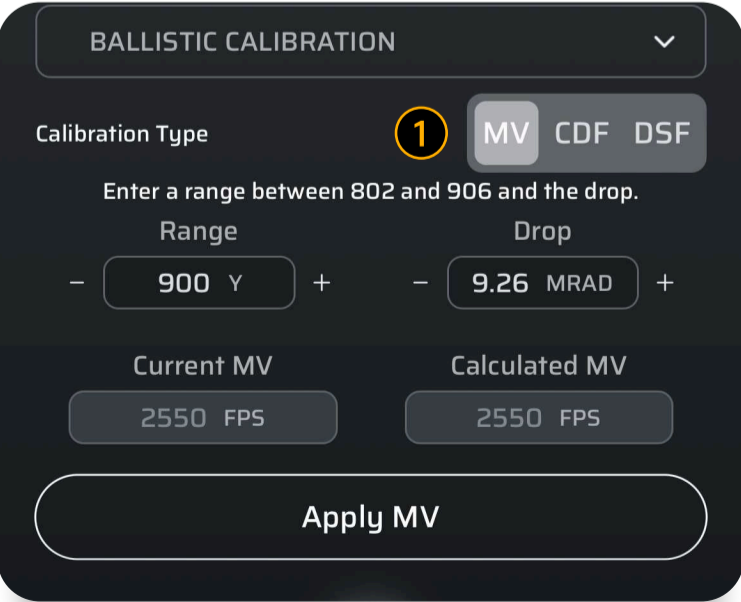 BALLISTIC CALIBRATION
Calibration Type
1
MV CDF DSF
Enter a range between 802 and 906 and the drop.
Range Drop
− 900 Y + − 9.26 MRAD +
Current MV Calculated MV
2550 FPS 2550 FPS
Apply MV